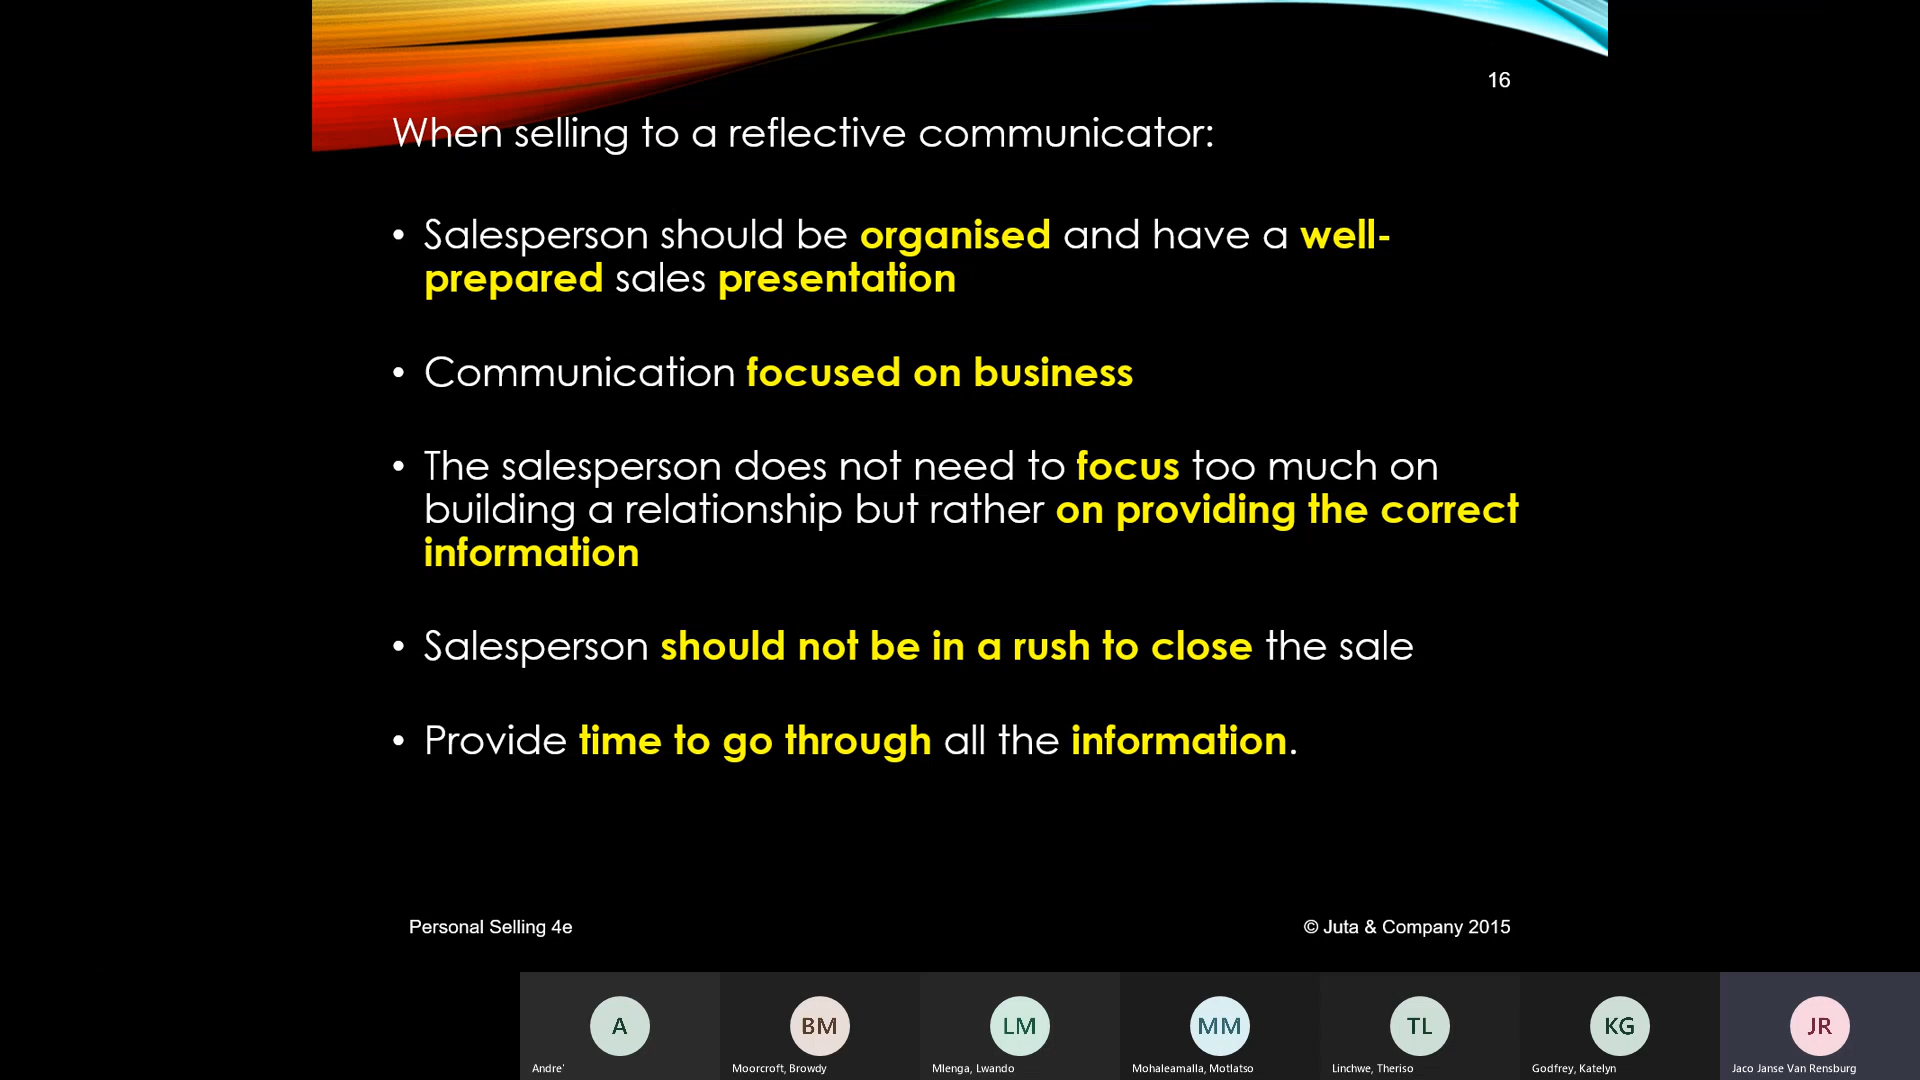 16
When selling to a reflective communicator:
• Salesperson should be organised and have a well-
prepared sales presentation
• Communication focused on business
• The salesperson does not need to focus too much on
building a relationship but rather on providing the correct
information
• Salesperson should not be in a rush to close the sale
• Provide time to go through all the information.
Personal Selling 4e
© Juta & Company 2015
A
BM
LM
MM
TL
KG
JR
Andre'
Moorcroft, Browdy
Mlenga, Lwando
Mohaleamalla, Motlatso
Linchwe, Theriso
Godfrey, Katelyn
Jaco Janse Van Rensburg